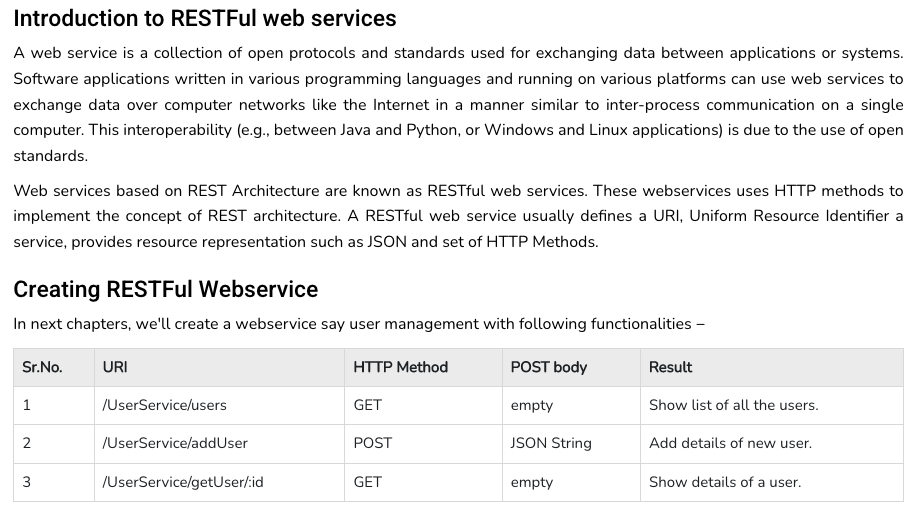 Introduction to RESTFul web services
A web service is a collection of open protocols and standards used for exchanging data between applications or systems.
Software applications written in various programming languages and running on various platforms can use web services to
exchange data over computer networks like the Internet in a manner similar to inter-process communication on a single
computer. This interoperability (e.g., between Java and Python, or Windows and Linux applications) is due to the use of open
standards.
Web services based on REST Architecture are known as RESTful web services. These webservices uses HTTP methods to
implement the concept of REST architecture. A RESTful web service usually defines a URI, Uniform Resource Identifier a
service, provides resource representation such as JSON and set of HTTP Methods.
Creating RESTFul Webservice
In next chapters, we'll create a webservice say user management with following functionalities −
Sr.No. URI HTTP Method POST body Result
1 /UserService/users GET empty Show list of all the users.
2 /UserService/addUser POST JSON String Add details of new user.
3 /UserService/getUser/:id GET empty Show details of a user.